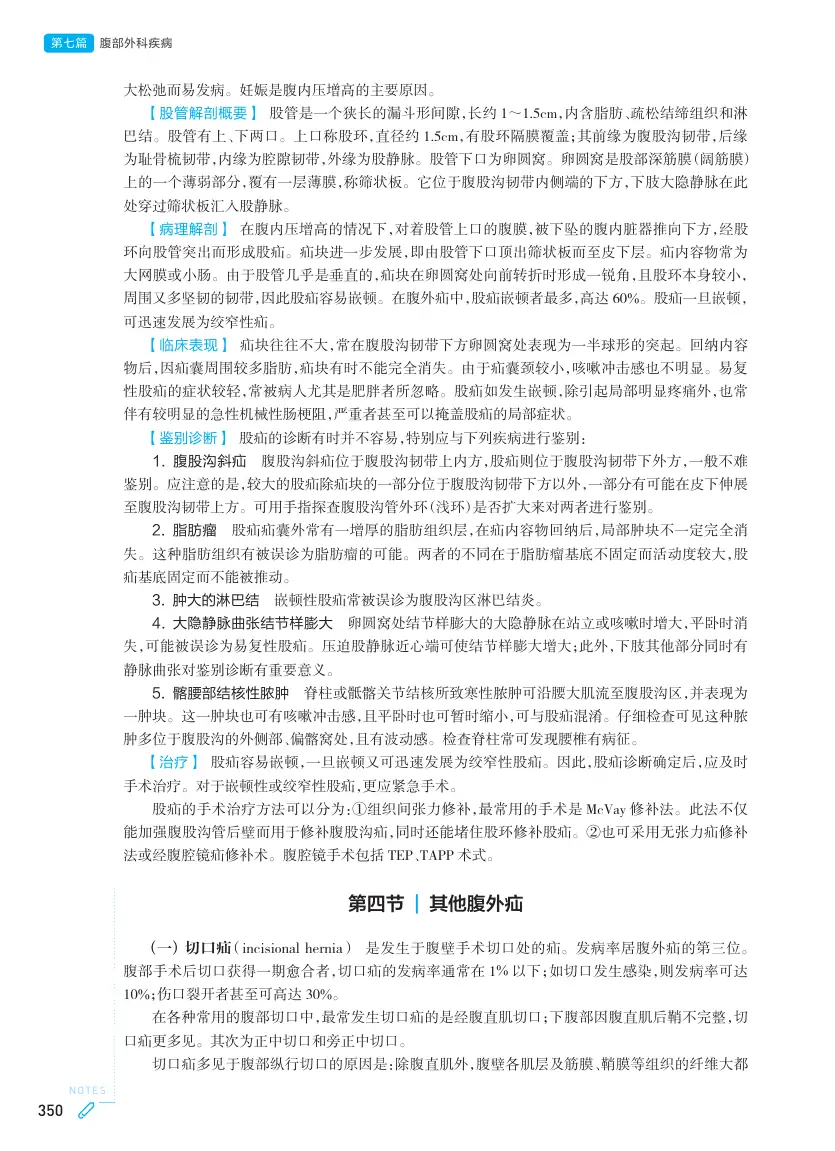 第七篇 腹部外科疾病
大松弛而易发病。妊娠是腹内压增高的主要原因。
【股管解剖概要】 股管是一个狭长的漏斗形间隙,长约 1～1.5cm,内含脂肪、疏松结缔组织和淋
巴结。股管有上、下两口。上口称股环,直径约 1.5cm,有股环隔膜覆盖;其前缘为腹股沟韧带,后缘
为耻骨梳韧带,内缘为腔隙韧带,外缘为股静脉。股管下口为卵圆窝。卵圆窝是股部深筋膜(阔筋膜)
上的一个薄弱部分,覆有一层薄膜,称筛状板。它位于腹股沟韧带内侧端的下方,下肢大隐静脉在此
处穿过筛状板汇入股静脉。
【病理解剖】 在腹内压增高的情况下,对着股管上口的腹膜,被下坠的腹内脏器推向下方,经股
环向股管突出而形成股疝。疝块进一步发展,即由股管下口顶出筛状板而至皮下层。疝内容物常为
大网膜或小肠。由于股管几乎是垂直的,疝块在卵圆窝处向前转折时形成一锐角,且股环本身较小,
周围又多坚韧的韧带,因此股疝容易嵌顿。在腹外疝中,股疝嵌顿者最多,高达 60%。股疝一旦嵌顿,
可迅速发展为绞窄性疝。
【临床表现】 疝块往往不大,常在腹股沟韧带下方卵圆窝处表现为一半球形的突起。回纳内容
物后,因疝囊周围较多脂肪,疝块有时不能完全消失。由于疝囊颈较小,咳嗽冲击感也不明显。易复
性股疝的症状较轻,常被病人尤其是肥胖者所忽略。股疝如发生嵌顿,除引起局部明显疼痛外,也常
伴有较明显的急性机械性肠梗阻,严重者甚至可以掩盖股疝的局部症状。
【鉴别诊断】 股疝的诊断有时并不容易,特别应与下列疾病进行鉴别:
1. 腹股沟斜疝 腹股沟斜疝位于腹股沟韧带上内方,股疝则位于腹股沟韧带下外方,一般不难
鉴别。应注意的是,较大的股疝除疝块的一部分位于腹股沟韧带下方以外,一部分有可能在皮下伸展
至腹股沟韧带上方。可用手指探查腹股沟管外环(浅环)是否扩大来对两者进行鉴别。
2. 脂肪瘤 股疝疝囊外常有一增厚的脂肪组织层,在疝内容物回纳后,局部肿块不一定完全消
失。这种脂肪组织有被误诊为脂肪瘤的可能。两者的不同在于脂肪瘤基底不固定而活动度较大,股
疝基底固定而不能被推动。
3. 肿大的淋巴结 嵌顿性股疝常被误诊为腹股沟区淋巴结炎。
4. 大隐静脉曲张结节样膨大 卵圆窝处结节样膨大的大隐静脉在站立或咳嗽时增大,平卧时消
失,可能被误诊为易复性股疝。压迫股静脉近心端可使结节样膨大增大;此外,下肢其他部分同时有
静脉曲张对鉴别诊断有重要意义。
5. 髂腰部结核性脓肿 脊柱或骶髂关节结核所致寒性脓肿可沿腰大肌流至腹股沟区,并表现为
一肿块。这一肿块也可有咳嗽冲击感,且平卧时也可暂时缩小,可与股疝混淆。仔细检查可见这种脓
肿多位于腹股沟的外侧部、偏髂窝处,且有波动感。检查脊柱常可发现腰椎有病征。
【治疗】 股疝容易嵌顿,一旦嵌顿又可迅速发展为绞窄性股疝。因此,股疝诊断确定后,应及时
手术治疗。对于嵌顿性或绞窄性股疝,更应紧急手术。
股疝的手术治疗方法可以分为:①组织间张力修补,最常用的手术是 McVay 修补法。此法不仅
能加强腹股沟管后壁而用于修补腹股沟疝,同时还能堵住股环修补股疝。②也可采用无张力疝修补
法或经腹腔镜疝修补术。腹腔镜手术包括 TEP、TAPP 术式。
第四节 | 其他腹外疝
(一) 切口疝(incisional hernia) 是发生于腹壁手术切口处的疝。发病率居腹外疝的第三位。
腹部手术后切口获得一期愈合者,切口疝的发病率通常在 1% 以下;如切口发生感染,则发病率可达
10%;伤口裂开者甚至可高达 30%。
在各种常用的腹部切口中,最常发生切口疝的是经腹直肌切口;下腹部因腹直肌后鞘不完整,切
口疝更多见。其次为正中切口和旁正中切口。
切口疝多见于腹部纵行切口的原因是:除腹直肌外,腹壁各肌层及筋膜、鞘膜等组织的纤维大都
NOTES
350